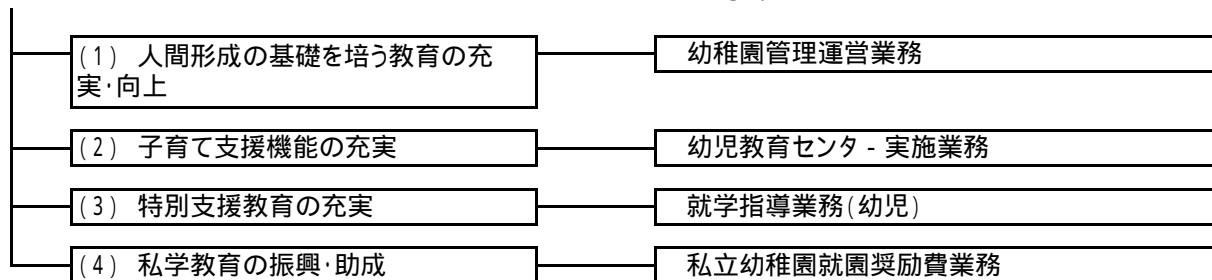 (1) 人間形成の基礎を培う教育の充
実・向上
幼稚園管理運営業務
(2) 子育て支援機能の充実
幼児教育センタ-実施業務
(3) 特別支援教育の充実
就学指導業務(幼児)
(4) 私学教育の振興・助成
私立幼稚園就園奨励費業務